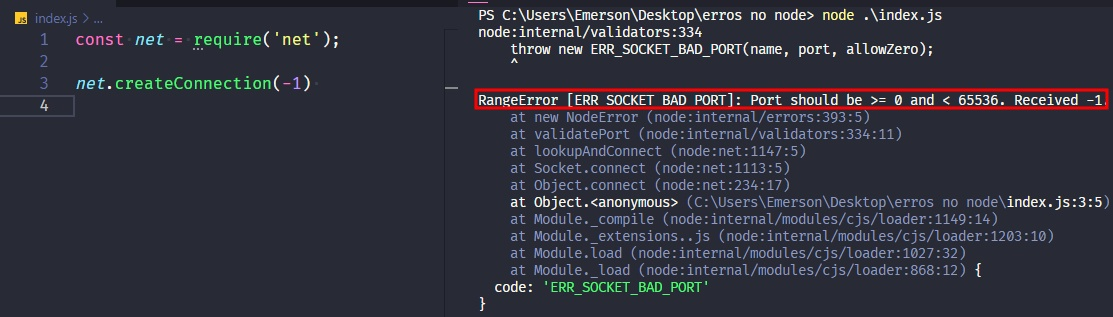 JS index.js > ...
1 const net = require('net');
2
3 net.createConnection(-1)
4
PS C:\Users\Emerson\Desktop\erros no node> node .\index.js
node:internal/validators:334
    throw new ERR_SOCKET_BAD_PORT(name, port, allowZero);
    ^
RangeError [ERR_SOCKET_BAD_PORT]: Port should be >= 0 and < 65536. Received -1.
    at new NodeError (node:internal/errors:393:5)
    at validatePort (node:internal/validators:334:11)
    at lookupAndConnect (node:net:1147:5)
    at Socket.connect (node:net:1113:5)
    at Object.connect (node:net:234:17)
    at Object.<anonymous> (C:\Users\Emerson\Desktop\erros no node\index.js:3:5)
    at Module._compile (node:internal/modules/cjs/loader:1149:14)
    at Module._extensions..js (node:internal/modules/cjs/loader:1203:10)
    at Module.load (node:internal/modules/cjs/loader:1027:32)
    at Module._load (node:internal/modules/cjs/loader:868:12) {
  code: 'ERR_SOCKET_BAD_PORT'
}